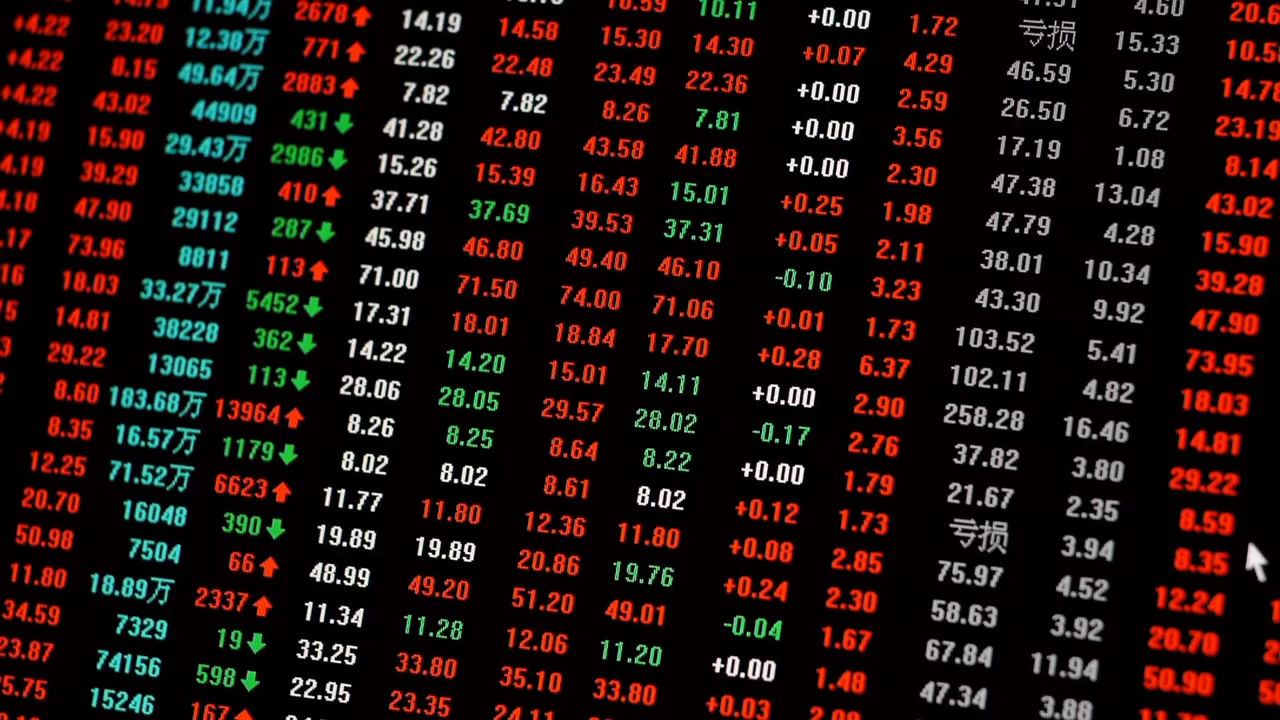 4.60
亏损 15.33
10.11 +0.00 1.72
11.94万 2678↑ 14.19 14.58 15.30 14.30 +0.07 4.29 46.59 5.30 14.78
+4.22 23.20 12.38万 771↑ 22.26 22.48 23.49 22.36 +0.00 2.59 26.50 6.72 23.19
+4.22 8.15 49.64万 2883↑ 7.82 7.82 8.26 7.81 +0.00 3.56 17.19 1.08 8.14
+4.22 43.02 44909 431↓ 41.28 42.80 43.58 41.88 +0.00 2.30 47.38 13.04 43.02
+4.19 15.90 29.43万 2986↓ 15.26 15.39 16.43 15.01 +0.25 1.98 47.79 4.28 15.90
4.19 39.29 33858 410↑ 37.71 37.69 39.53 37.31 +0.05 2.11 38.01 10.34 39.28
.18 47.90 29112 287↓ 45.98 46.80 49.40 46.10 -0.10 3.23 43.30 9.92 47.90
.17 73.96 8811 113↑ 71.00 71.50 74.00 71.06 +0.01 1.73 103.52 5.41 73.95
16 18.03 33.27万 5452↓ 17.31 18.01 18.84 17.70 +0.28 6.37 102.11 4.82 18.03
14.81 38228 362↓ 14.22 14.20 15.01 14.11 +0.00 2.90 258.28 16.46 14.81
29.22 13065 113↓ 28.06 28.05 29.57 28.02 -0.17 2.76 37.82 3.80 29.22
8.60 183.68万 13964↑ 8.26 8.25 8.64 8.22 +0.00 1.79 21.67 2.35 8.59
8.35 16.57万 1179↓ 8.02 8.02 8.61 8.02 +0.12 1.73 亏损 3.94 8.35
12.25 71.52万 6623↑ 11.77 11.80 12.36 11.80 +0.08 2.85 75.97 4.52 12.24
20.70 16048 390↓ 19.89 19.89 20.86 19.76 +0.24 2.30 58.63 3.92 20.70
50.98 7504 66↑ 48.99 49.20 51.20 49.01 -0.04 1.67 67.84 11.94 50.90
11.80 18.89万 2337↑ 11.34 11.28 12.06 11.20 +0.00 1.48 47.34 3.88
34.59 7329 19↓ 33.25 33.80 35.10 33.80 +0.03
23.87 74156 598↓ 22.95 23.35
5.75 15246 167↑